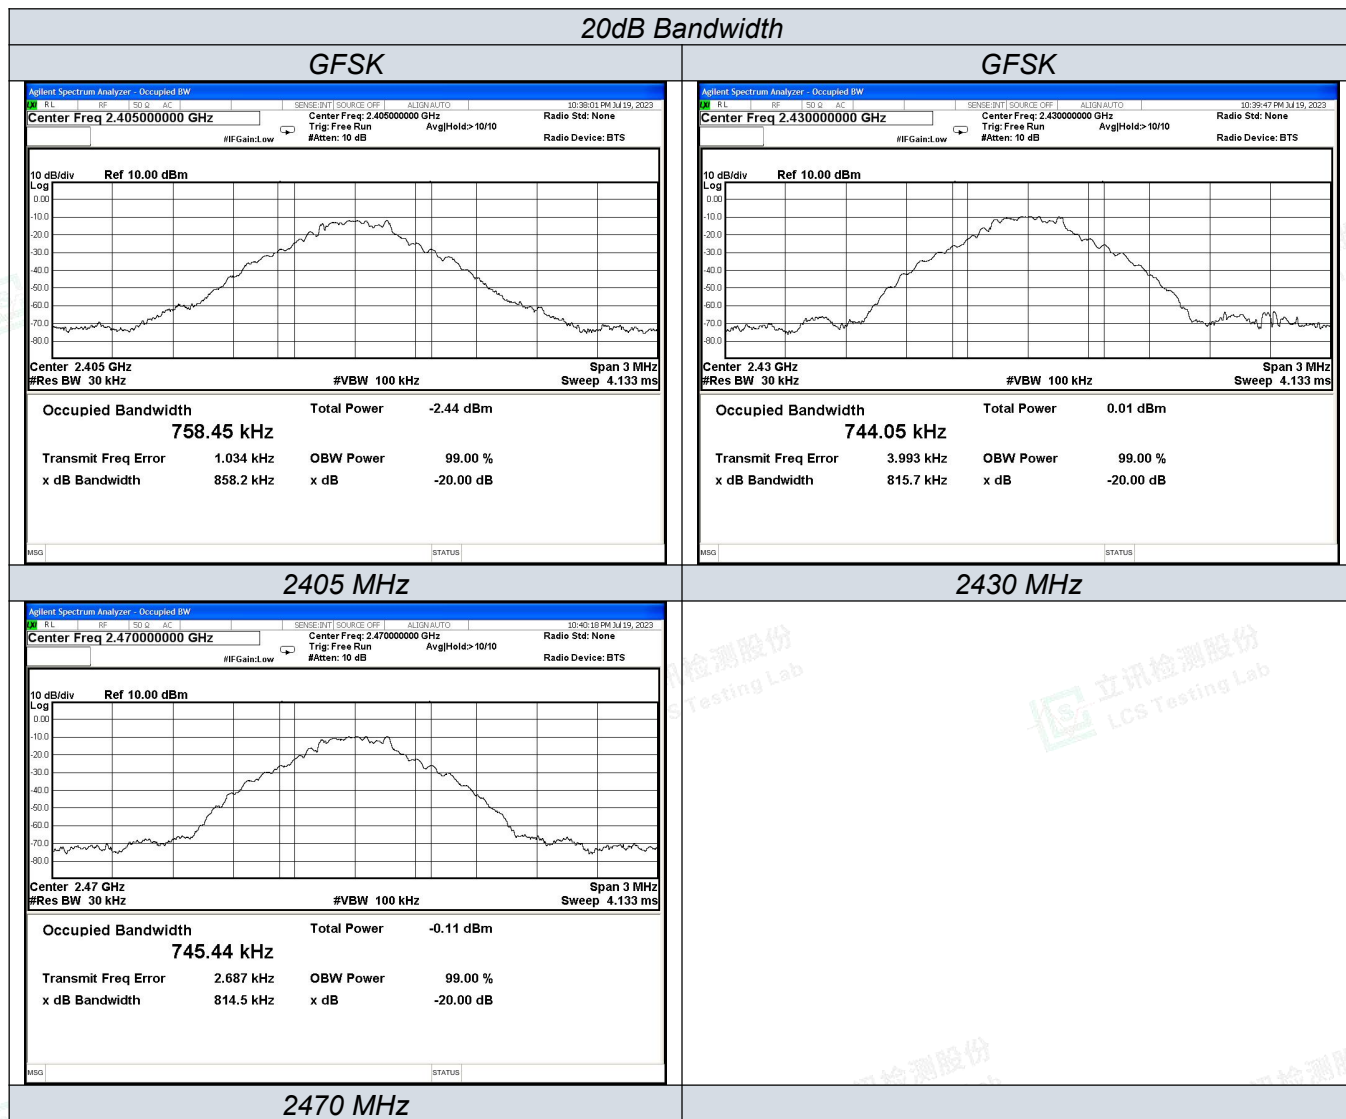 20dB Bandwidth
GFSK
GFSK
Agilent Spectrum Analyzer - Occupied BW
LXI RL RF 50 Ω AC SENSE:INT SOURCE OFF ALIGN AUTO 10:38:01 PM Jul 19, 2023
Center Freq 2.405000000 GHz Center Freq: 2.405000000 GHz Radio Std: None
Trig: Free Run Avg|Hold:> 10/10
#IFGain:Low #Atten: 10 dB Radio Device: BTS
10 dB/div Ref 10.00 dBm
Log
0.00
-10.0
-20.0
-30.0
-40.0
-50.0
-60.0
-70.0
-80.0
Center 2.405 GHz Span 3 MHz
#Res BW 30 kHz #VBW 100 kHz Sweep 4.133 ms
Occupied Bandwidth Total Power -2.44 dBm
758.45 kHz
Transmit Freq Error 1.034 kHz OBW Power 99.00 %
x dB Bandwidth 858.2 kHz x dB -20.00 dB
MSG STATUS
Agilent Spectrum Analyzer - Occupied BW
LXI RL RF 50 Ω AC SENSE:INT SOURCE OFF ALIGN AUTO 10:39:47 PM Jul 19, 2023
Center Freq 2.430000000 GHz Center Freq: 2.430000000 GHz Radio Std: None
Trig: Free Run Avg|Hold:> 10/10
#IFGain:Low #Atten: 10 dB Radio Device: BTS
10 dB/div Ref 10.00 dBm
Log
0.00
-10.0
-20.0
-30.0
-40.0
-50.0
-60.0
-70.0
-80.0
Center 2.43 GHz Span 3 MHz
#Res BW 30 kHz #VBW 100 kHz Sweep 4.133 ms
Occupied Bandwidth Total Power 0.01 dBm
744.05 kHz
Transmit Freq Error 3.993 kHz OBW Power 99.00 %
x dB Bandwidth 815.7 kHz x dB -20.00 dB
MSG STATUS
2405 MHz
2430 MHz
Agilent Spectrum Analyzer - Occupied BW
LXI RL RF 50 Ω AC SENSE:INT SOURCE OFF ALIGN AUTO 10:40:18 PM Jul 19, 2023
Center Freq 2.470000000 GHz Center Freq: 2.470000000 GHz Radio Std: None
Trig: Free Run Avg|Hold:> 10/10
#IFGain:Low #Atten: 10 dB Radio Device: BTS
10 dB/div Ref 10.00 dBm
Log
0.00
-10.0
-20.0
-30.0
-40.0
-50.0
-60.0
-70.0
-80.0
Center 2.47 GHz Span 3 MHz
#Res BW 30 kHz #VBW 100 kHz Sweep 4.133 ms
Occupied Bandwidth Total Power -0.11 dBm
745.44 kHz
Transmit Freq Error 2.687 kHz OBW Power 99.00 %
x dB Bandwidth 814.5 kHz x dB -20.00 dB
MSG STATUS
检测股份
Testing Lab
立讯检测股份
LCS Testing Lab
检测股份
2470 MHz